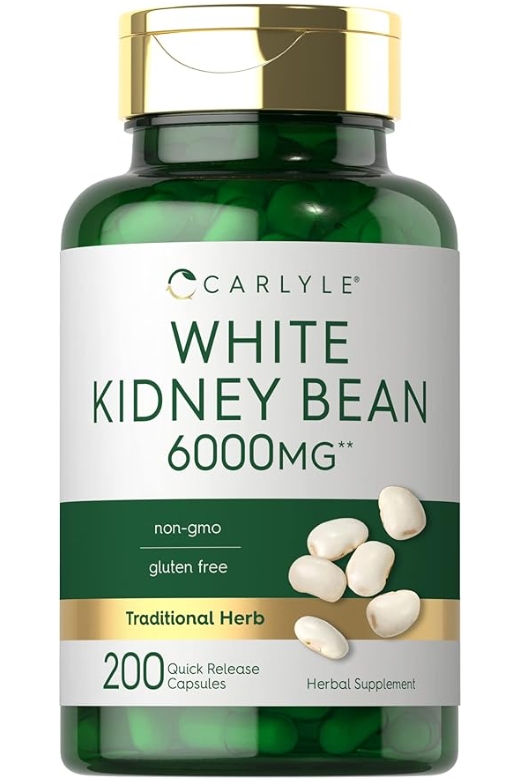 CARLYLE®
WHITE
KIDNEY BEAN
6000MG**
non-gmo
gluten free
Traditional Herb
200 Quick Release
Capsules
Herbal Supplement